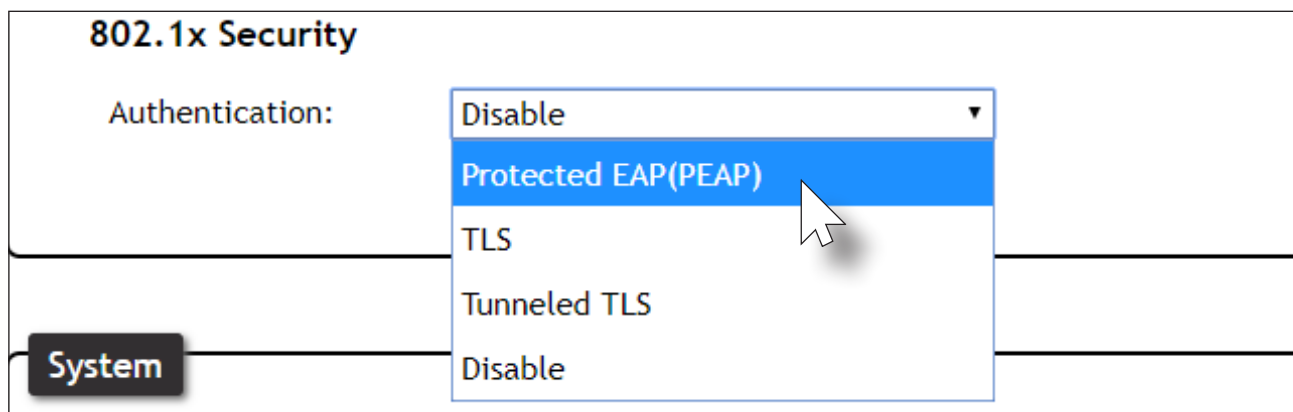 802.1x Security
Authentication:
Disable
Protected EAP(PEAP)
TLS
Tunneled TLS
Disable
System